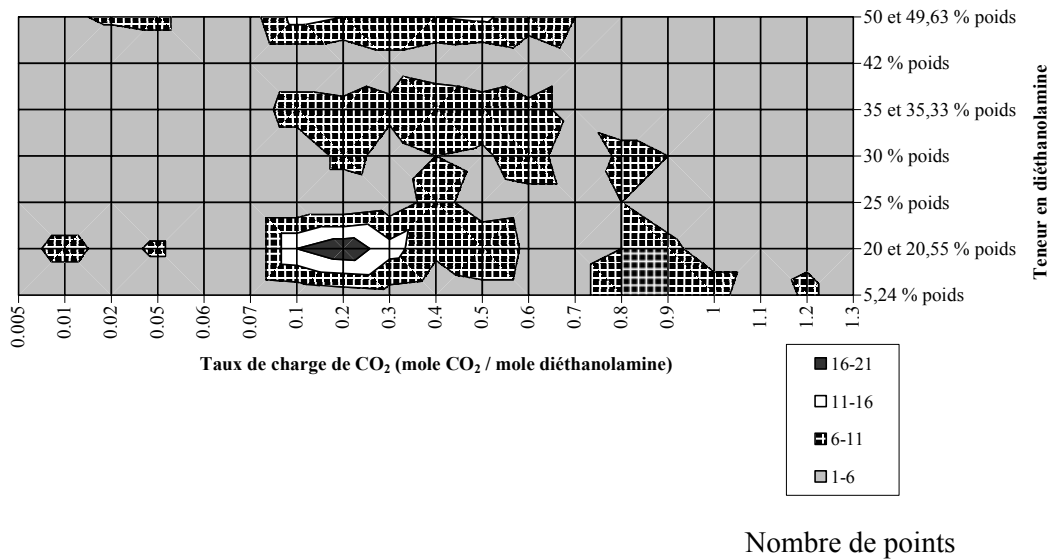 50 et 49,63 % poids
42 % poids
35 et 35,33 % poids
30 % poids
25 % poids
20 et 20,55 % poids
5,24 % poids
Teneur en diéthanolamine
0.005
0.01
0.02
0.05
0.06
0.07
0.1
0.2
0.3
0.4
0.5
0.6
0.7
0.8
0.9
1
1.1
1.2
1.3
Taux de charge de CO₂ (mole CO₂ / mole diéthanolamine)
16-21
11-16
6-11
1-6
Nombre de points